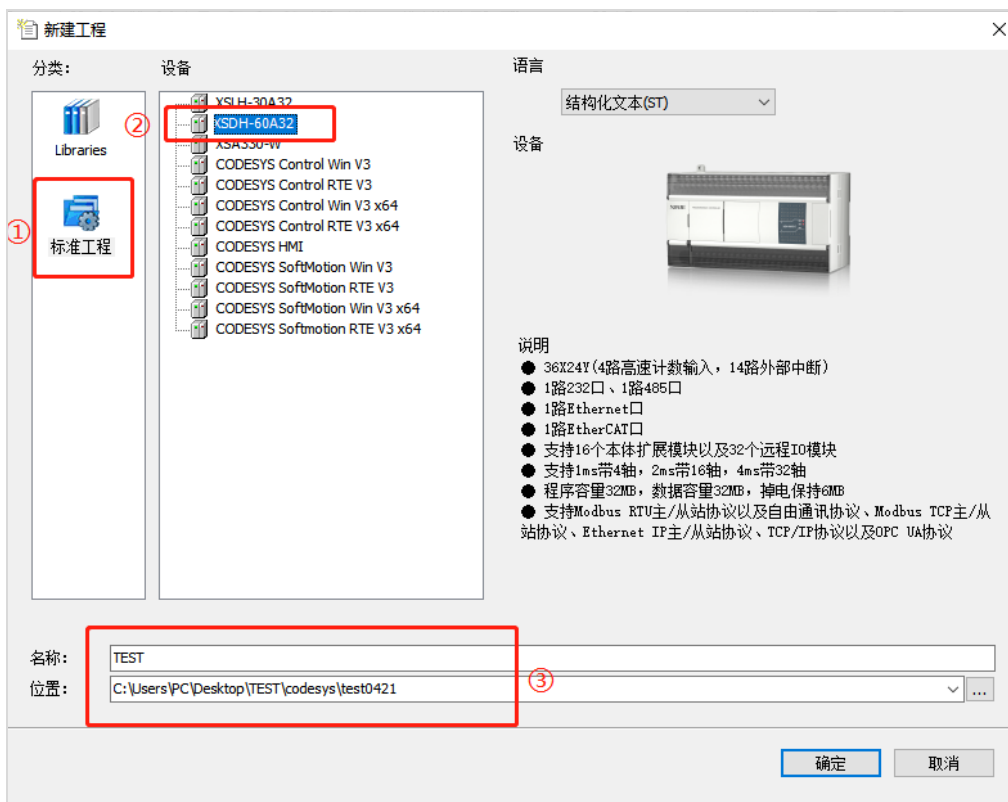 新建工程
分类:
设备
语言
Libraries
①
标准工程
②
XSLH-30A32
XSDH-60A32
XSA330-W
CODESYS Control Win V3
CODESYS Control RTE V3
CODESYS Control Win V3 x64
CODESYS Control RTE V3 x64
CODESYS HMI
CODESYS SoftMotion Win V3
CODESYS SoftMotion RTE V3
CODESYS SoftMotion Win V3 x64
CODESYS Softmotion RTE V3 x64
结构化文本(ST)
设备
XINJE
说明
● 36X24Y(4路高速计数输入，14路外部中断)
● 1路232口、1路485口
● 1路Ethernet口
● 1路EtherCAT口
● 支持16个本体扩展模块以及32个远程IO模块
● 支持1ms带4轴，2ms带16轴，4ms带32轴
● 程序容量32MB，数据容量32MB，掉电保持6MB
● 支持Modbus RTU主/从站协议以及自由通讯协议、Modbus TCP主/从
站协议、Ethernet IP主/从站协议、TCP/IP协议以及OPC UA协议
名称:
TEST
位置:
C:\Users\PC\Desktop\TEST\codesys\test0421
③
...
确定
取消